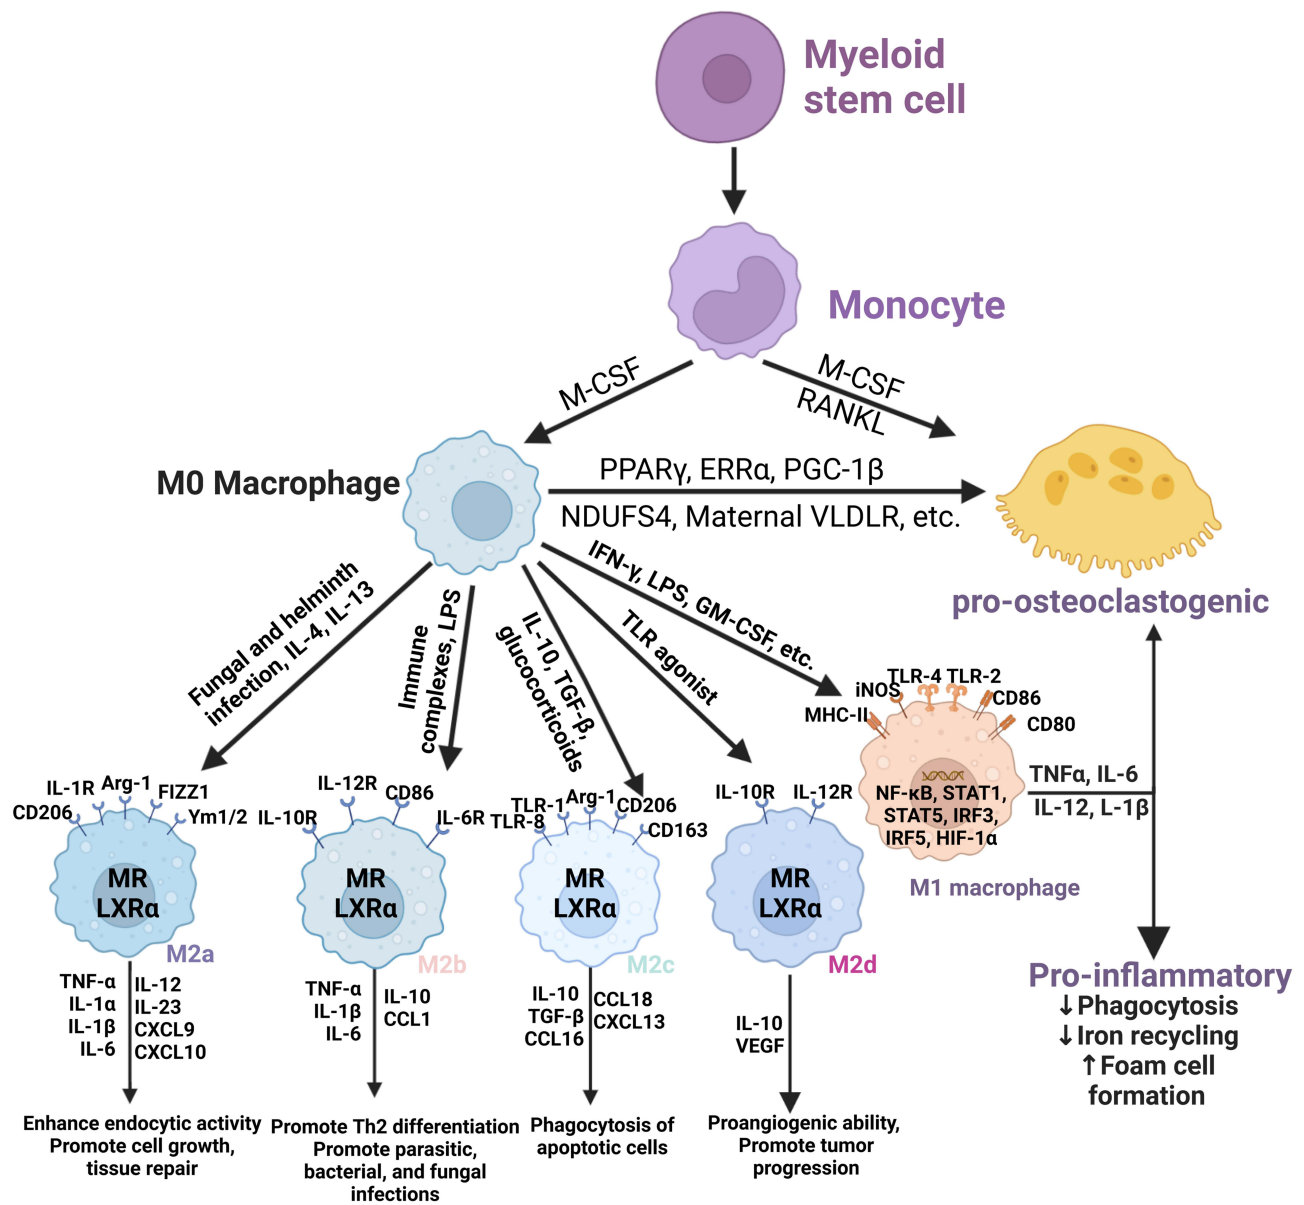 Myeloid
stem cell
Monocyte
M-CSF
M-CSF
RANKL
M0 Macrophage
PPARγ, ERRα, PGC-1β
NDUFS4, Maternal VLDLR, etc.
pro-osteoclastogenic
Fungal and helminth
infection, IL-4, IL-13
Immune
complexes, LPS
IL-10, TGF-β,
glucocorticoids
TLR agonist
IFN-γ, LPS, GM-CSF, etc.
CD206
IL-1R
Arg-1
FIZZ1
Ym1/2
MR
LXRα
M2a
IL-10R
IL-12R
CD86
IL-6R
MR
LXRα
M2b
TLR-8
TLR-1
Arg-1
CD206
CD163
MR
LXRα
M2c
IL-10R
IL-12R
MR
LXRα
M2d
MHC-II
iNOS
TLR-4
TLR-2
CD86
CD80
NF-κB, STAT1,
STAT5, IRF3,
IRF5, HIF-1α
M1 macrophage
TNFα, IL-6
IL-12, L-1β
Pro-inflammatory
↓Phagocytosis
↓Iron recycling
↑Foam cell
formation
TNF-α
IL-1α
IL-1β
IL-6
IL-12
IL-23
CXCL9
CXCL10
Enhance endocytic activity
Promote cell growth,
tissue repair
TNF-α
IL-1β
IL-6
IL-10
CCL1
Promote Th2 differentiation
Promote parasitic,
bacterial, and fungal
infections
IL-10
TGF-β
CCL16
CCL18
CXCL13
Phagocytosis of
apoptotic cells
IL-10
VEGF
Proangiogenic ability,
Promote tumor
progression